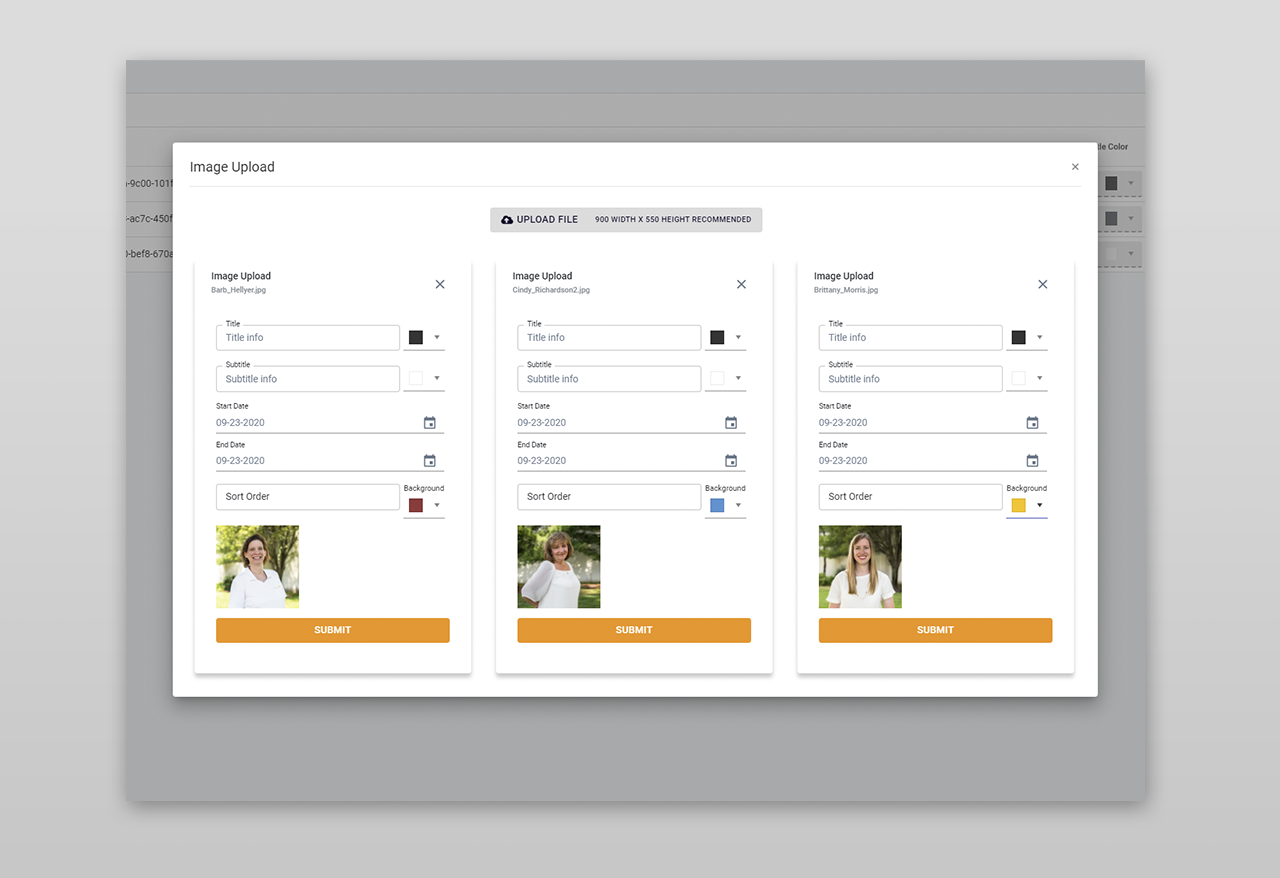 Image Upload
×
UPLOAD FILE 900 WIDTH X 550 HEIGHT RECOMMENDED
Color
-9c00-101f
-ac7c-450f
-bef8-670a
Image Upload
Barb_Hellyer.jpg
Title
Title info
Subtitle
Subtitle info
Start Date
09-23-2020
End Date
09-23-2020
Sort Order
Background
SUBMIT
Image Upload
Cindy_Richardson2.jpg
Title
Title info
Subtitle
Subtitle info
Start Date
09-23-2020
End Date
09-23-2020
Sort Order
Background
SUBMIT
Image Upload
Brittany_Morris.jpg
Title
Title info
Subtitle
Subtitle info
Start Date
09-23-2020
End Date
09-23-2020
Sort Order
Background
SUBMIT